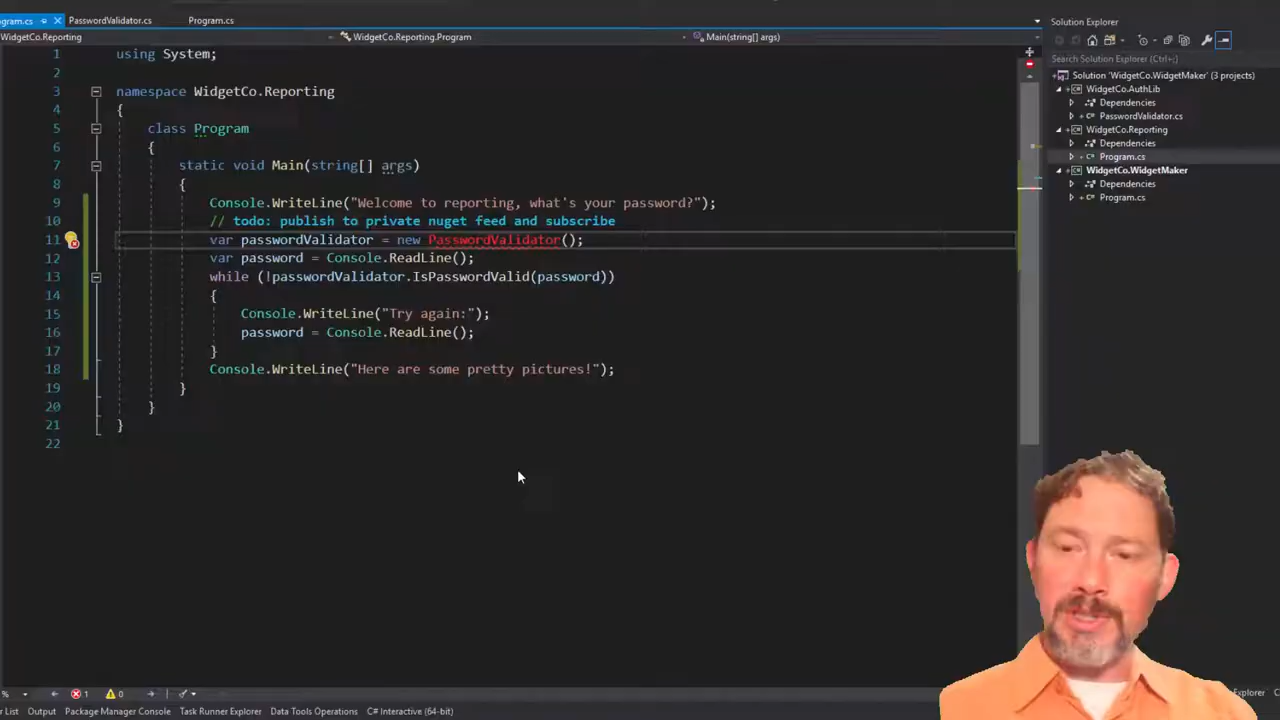 ogram.cs
PasswordValidator.cs
Program.cs
WidgetCo.Reporting
WidgetCo.Reporting.Program
Main(string[] args)
1 using System;
2
3 namespace WidgetCo.Reporting
4 {
5 class Program
6 {
7 static void Main(string[] args)
8 {
9 Console.WriteLine("Welcome to reporting, what's your password?");
10 // todo: publish to private nuget feed and subscribe
11 var passwordValidator = new PasswordValidator();
12 var password = Console.ReadLine();
13 while (!passwordValidator.IsPasswordValid(password))
14 {
15 Console.WriteLine("Try again:");
16 password = Console.ReadLine();
17 }
18 Console.WriteLine("Here are some pretty pictures!");
19 }
20 }
21 }
22
Solution Explorer
Search Solution Explorer (Ctrl+;)
Solution 'WidgetCo.WidgetMaker' (3 projects)
WidgetCo.AuthLib
Dependencies
PasswordValidator.cs
WidgetCo.Reporting
Dependencies
Program.cs
WidgetCo.WidgetMaker
Dependencies
Program.cs
% 1 0
Explorer
r List Output Package Manager Console Task Runner Explorer Data Tools Operations C# Interactive (64-bit)